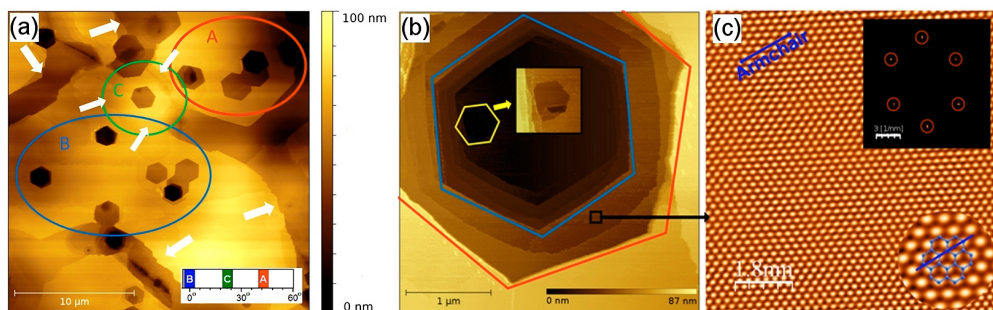 (a)
A
C
B
B C A
0° 30° 60°
10 µm
100 nm
0 nm
(b)
1 µm
0 nm 87 nm
(c)
Armchair
3 [1/nm]
1.8nm